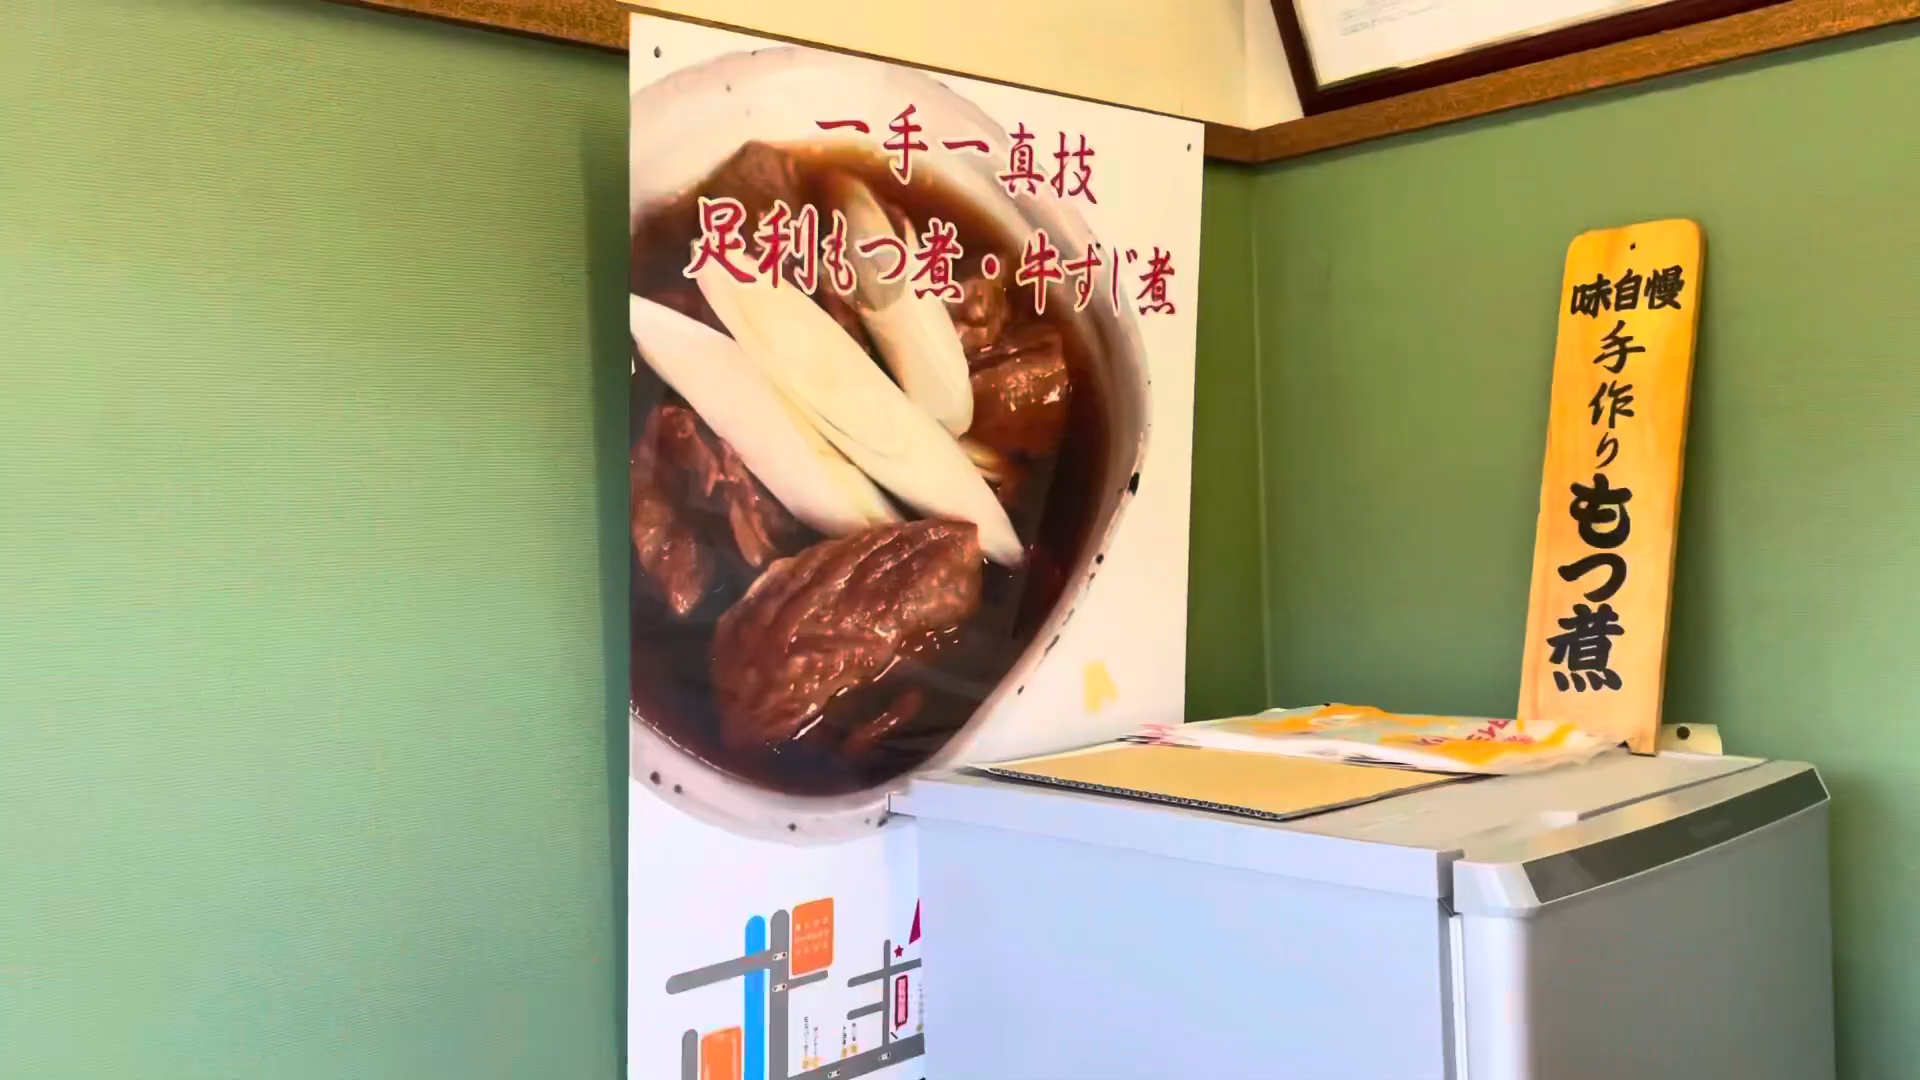 一手一真技
足利もつ煮・牛すじ煮
味自慢
手作り
もつ煮